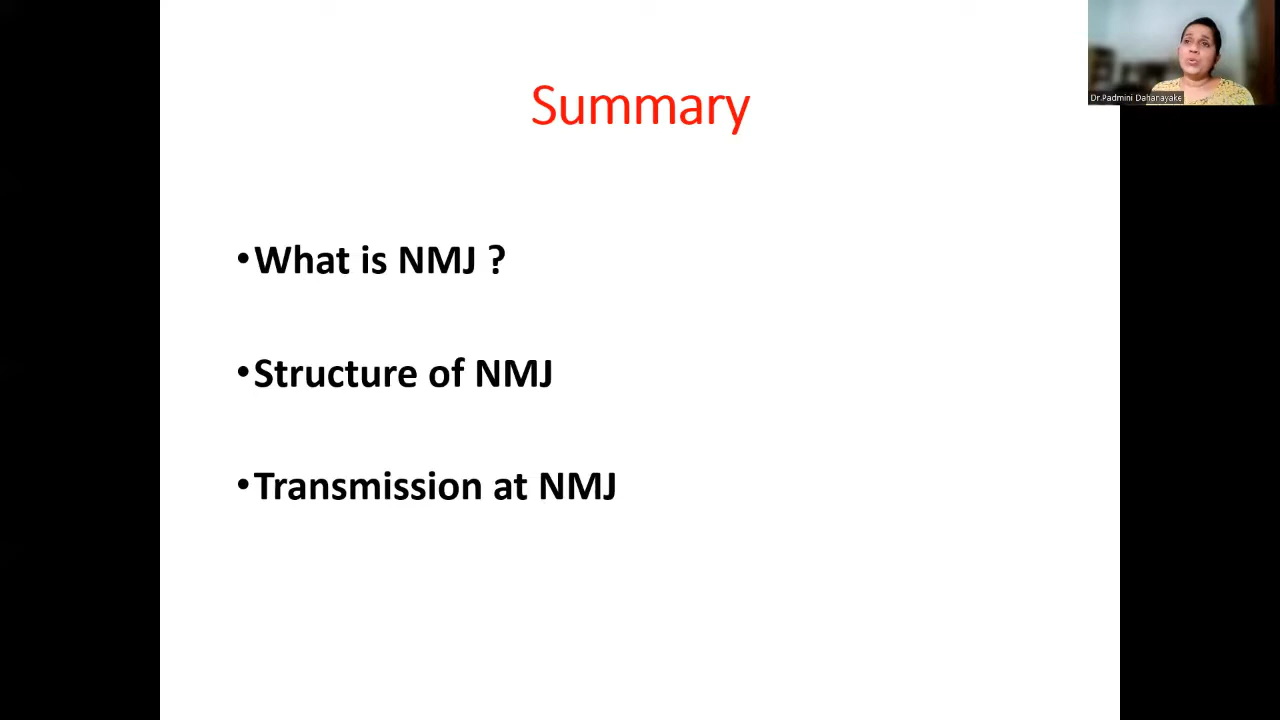 Summary
Dr.Padmini Dahanayake
•What is NMJ ?
•Structure of NMJ
•Transmission at NMJ